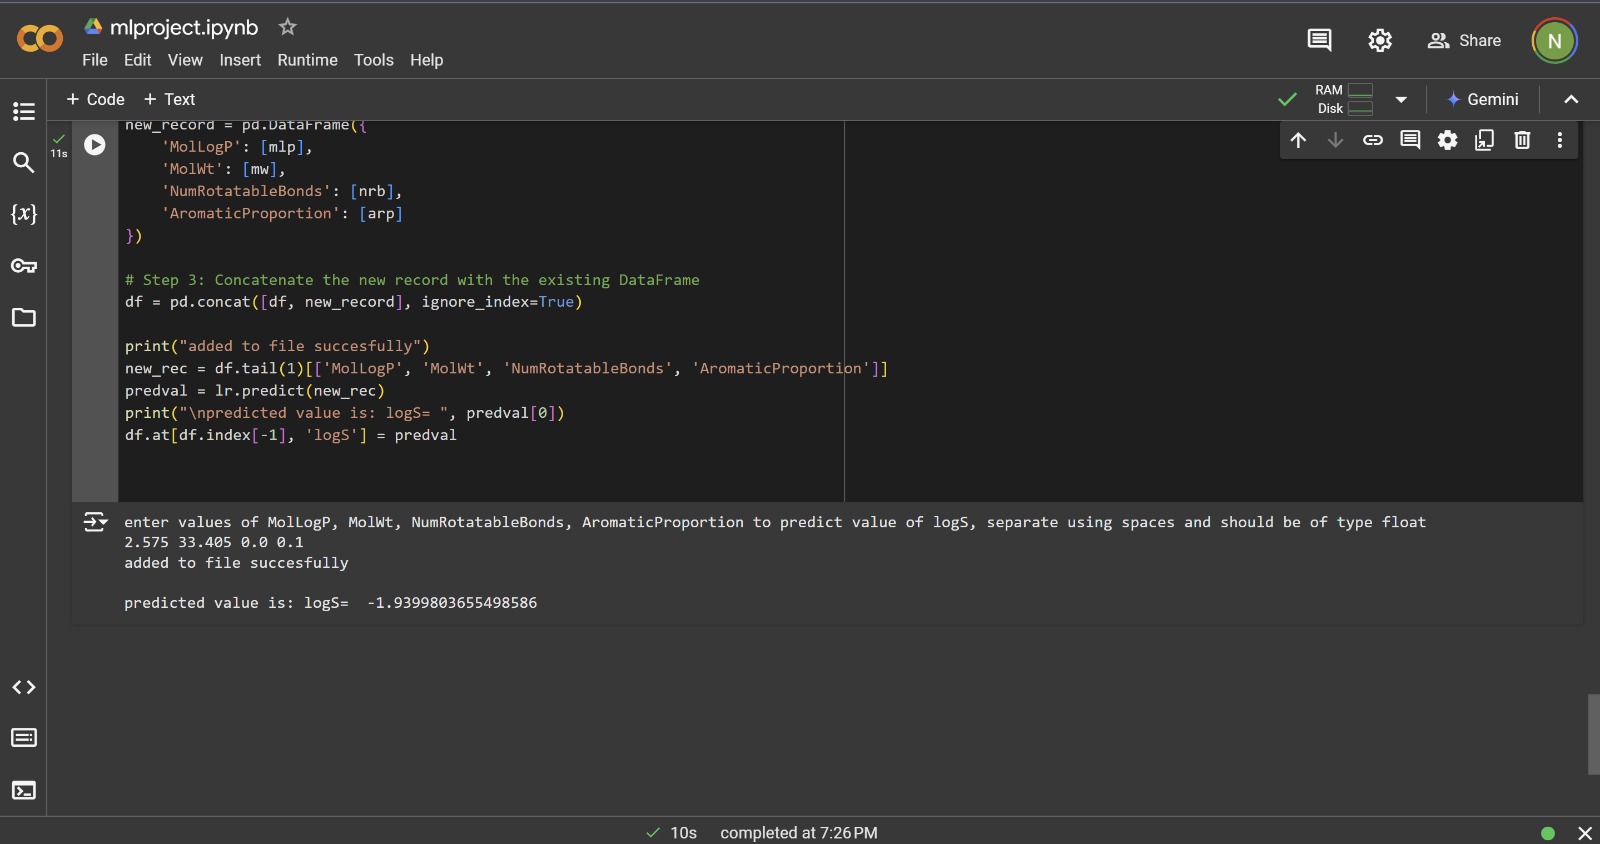 mlproject.ipynb
N
Share
File Edit View Insert Runtime Tools Help
+ Code + Text
RAM
Disk
Gemini
11s
{x}
new_record = pd.DataFrame({
    'MolLogP': [mlp],
    'MolWt': [mw],
    'NumRotatableBonds': [nrb],
    'AromaticProportion': [arp]
})
# Step 3: Concatenate the new record with the existing DataFrame
df = pd.concat([df, new_record], ignore_index=True)
print("added to file succesfully")
new_rec = df.tail(1)[['MolLogP', 'MolWt', 'NumRotatableBonds', 'AromaticProportion']]
predval = lr.predict(new_rec)
print("\npredicted value is: logS= ", predval[0])
df.at[df.index[-1], 'logS'] = predval
enter values of MolLogP, MolWt, NumRotatableBonds, AromaticProportion to predict value of logS, separate using spaces and should be of type float
2.575 33.405 0.0 0.1
added to file succesfully
predicted value is: logS=  -1.9399803655498586
10s completed at 7:26 PM